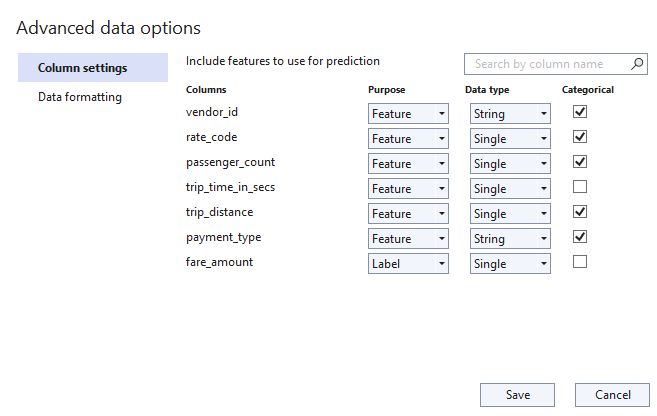 Advanced data options
Column settings
Data formatting
Include features to use for prediction
Search by column name
Columns Purpose Data type Categorical
vendor_id Feature String
rate_code Feature Single
passenger_count Feature Single
trip_time_in_secs Feature Single
trip_distance Feature Single
payment_type Feature String
fare_amount Label Single
Save Cancel